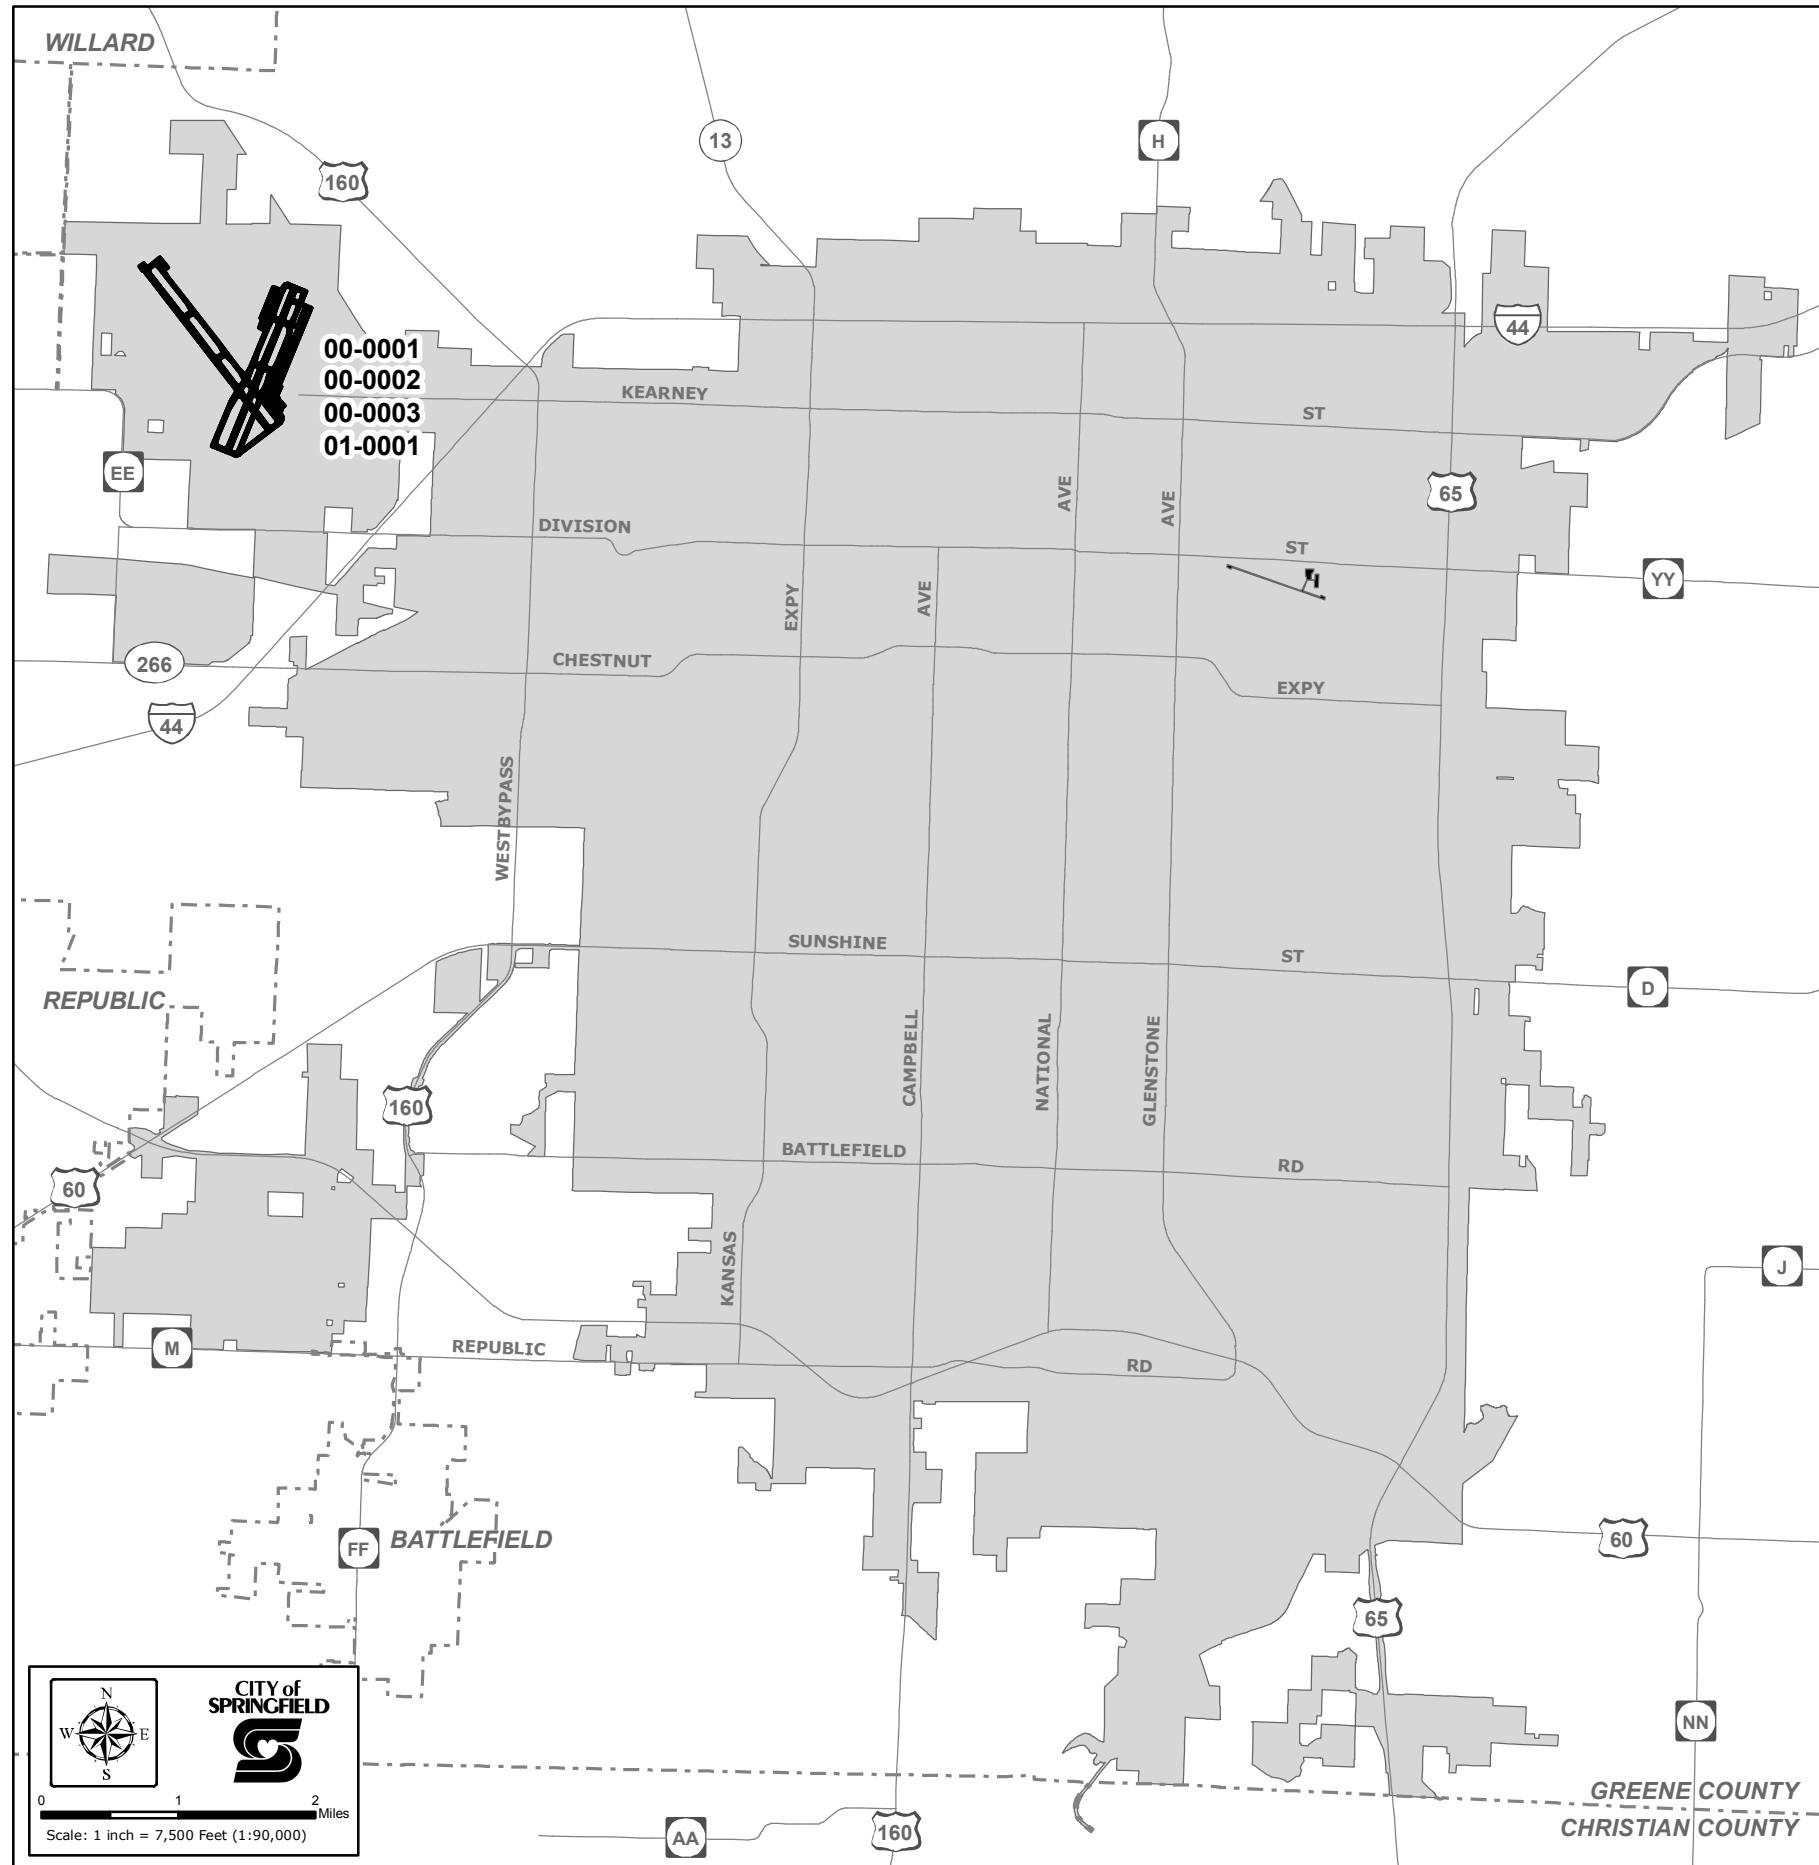 WILLARD
13
H
160
44
00-0001
00-0002
00-0003
01-0001
KEARNEY
ST
EE
65
AVE
AVE
DIVISION
ST
YY
EXPY
AVE
266
CHESTNUT
EXPY
44
WESTBYPASS
SUNSHINE
ST
REPUBLIC
D
CAMPBELL
NATIONAL
GLENSTONE
160
BATTLEFIELD
RD
60
KANSAS
J
M
REPUBLIC
RD
FF
BATTLEFIELD
60
65
N
W
E
S
CITY of
SPRINGFIELD
0
1
2
Miles
Scale: 1 inch = 7,500 Feet (1:90,000)
NN
GREENE COUNTY
CHRISTIAN COUNTY
AA
160